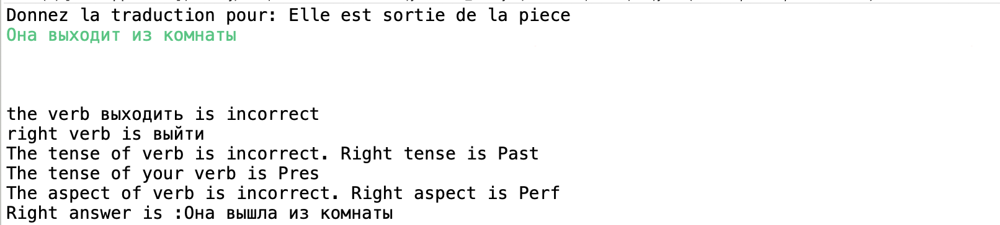 Donnez la traduction pour: Elle est sortie de la piece
Она выходит из комнаты
the verb выходить is incorrect
right verb is выйти
The tense of verb is incorrect. Right tense is Past
The tense of your verb is Pres
The aspect of verb is incorrect. Right aspect is Perf
Right answer is :Она вышла из комнаты